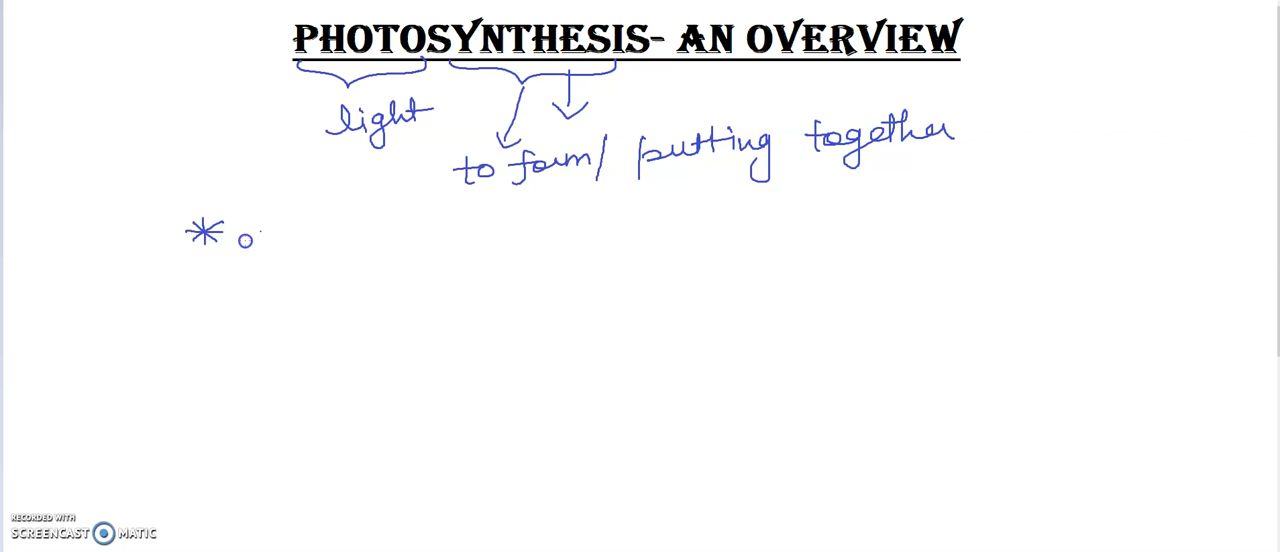 PHOTOSYNTHESIS- AN OVERVIEW
light
to form/ putting together
* o
RECORDED WITH
SCREENCAST MATIC